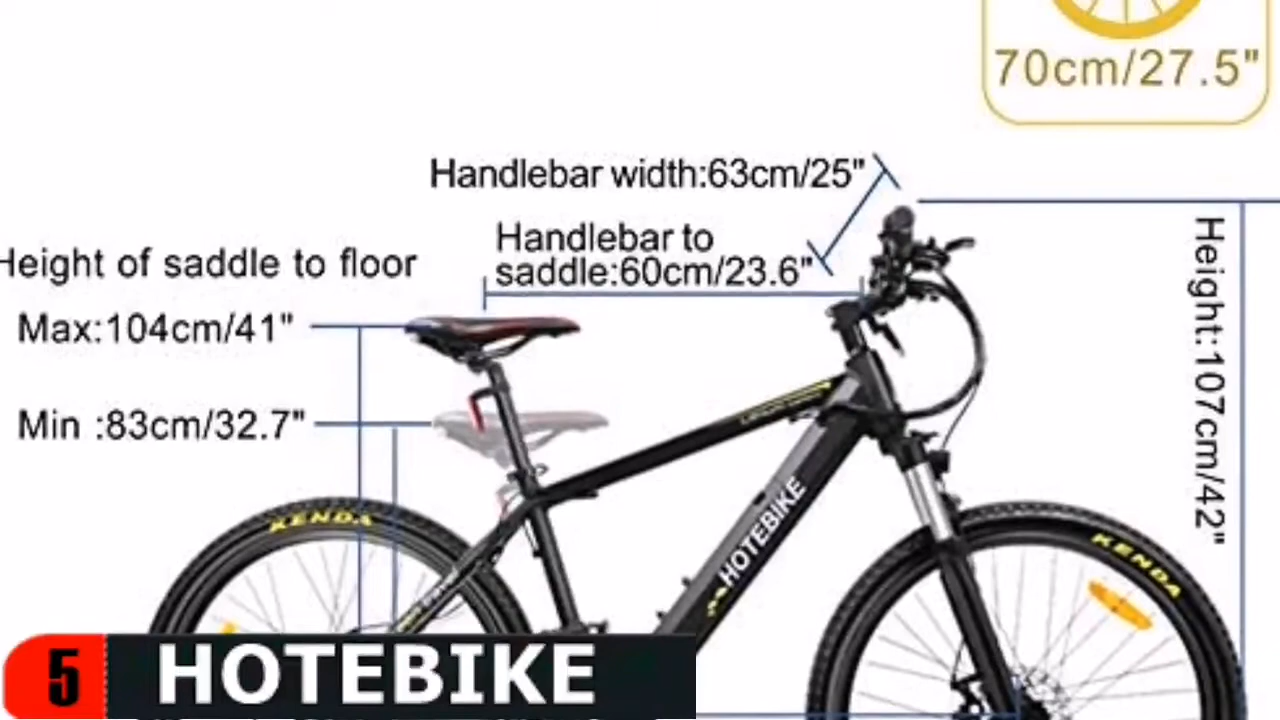 70cm/27.5"
Handlebar width:63cm/25"
Handlebar to
saddle:60cm/23.6"
Height of saddle to floor
Max:104cm/41"
Min :83cm/32.7"
Height:107cm/42"
KENDA
HOTEBIKE
KENDA
5 HOTEBIKE